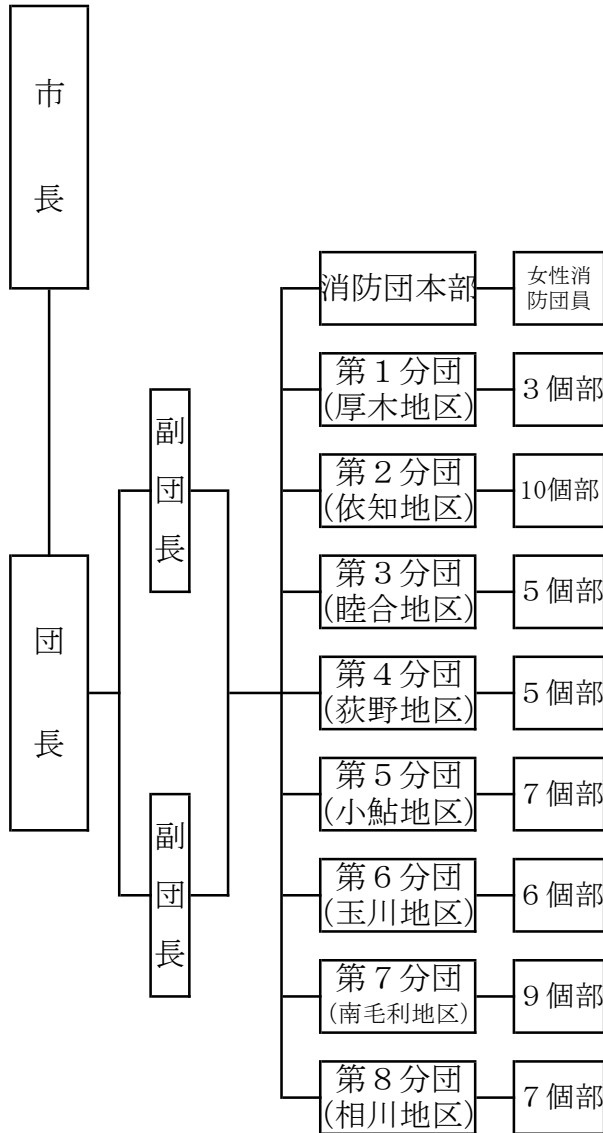 市長
団長
副団長
副団長
消防団本部
女性消
防団員
第１分団
(厚木地区)
３個部
第２分団
(依知地区)
10個部
第３分団
(睦合地区)
５個部
第４分団
(荻野地区)
５個部
第５分団
(小鮎地区)
７個部
第６分団
(玉川地区)
６個部
第７分団
(南毛利地区)
９個部
第８分団
(相川地区)
７個部